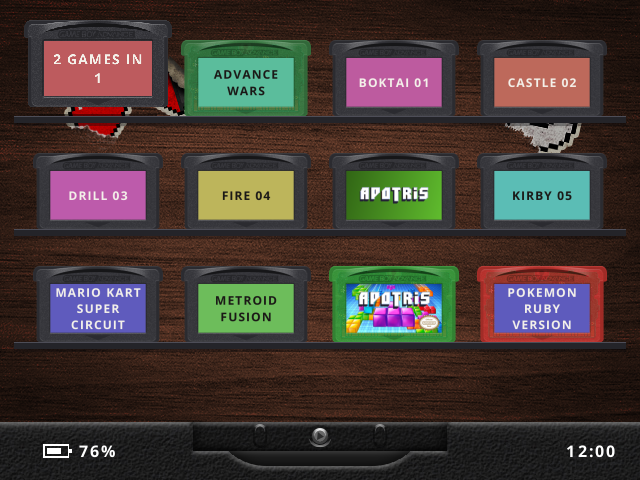 2 GAMES IN
1
ADVANCE
WARS
BOKTAI 01
CASTLE 02
DRILL 03
FIRE 04
APOTRIS
KIRBY 05
MARIO KART
SUPER
CIRCUIT
METROID
FUSION
APOTRIS
POKEMON
RUBY
VERSION
76%
12:00